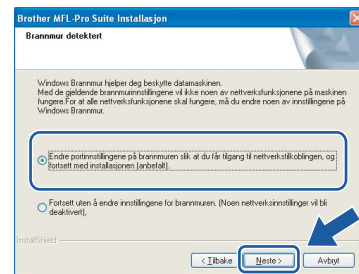 Brother MFL-Pro Suite Installasjon
Brannmur detektert
Windows Brannmur hjelper deg beskytte datamaskinen.
Med de gjeldende brannmurinnstillingene vil ikke noen av nettverksfunksjonene på maskinen
fungere.For at alle nettverksfunksjonene skal fungere, må du endre noen av innstillingene på
Windows Brannmur.
Endre portinnstillingene på brannmuren slik at du får tilgang til nettverkstilkoblingen, og
fortsett med installasjonen (anbefalt).
Fortsett uten å endre innstillingene for brannmuren. (Noen nettverksinnstillinger vil bli
deaktivert),
InstallShield
< Tilbake Neste > Avbryt